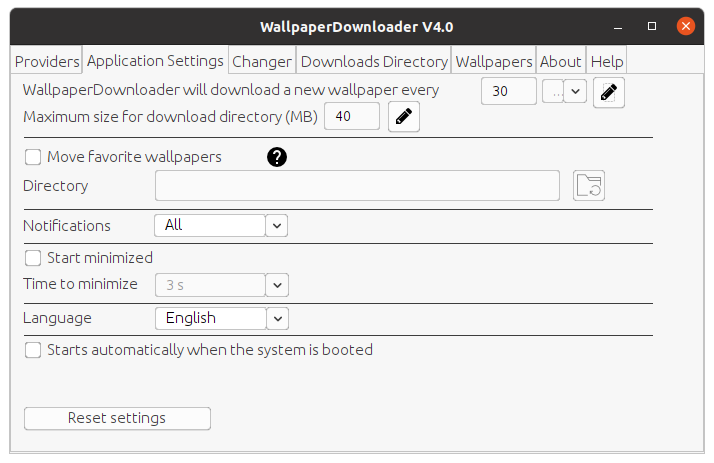 WallpaperDownloader V4.0
Providers Application Settings Changer Downloads Directory Wallpapers About Help
WallpaperDownloader will download a new wallpaper every 30 ...
Maximum size for download directory (MB) 40
Move favorite wallpapers ?
Directory
Notifications All
Start minimized
Time to minimize 3 s
Language English
Starts automatically when the system is booted
Reset settings